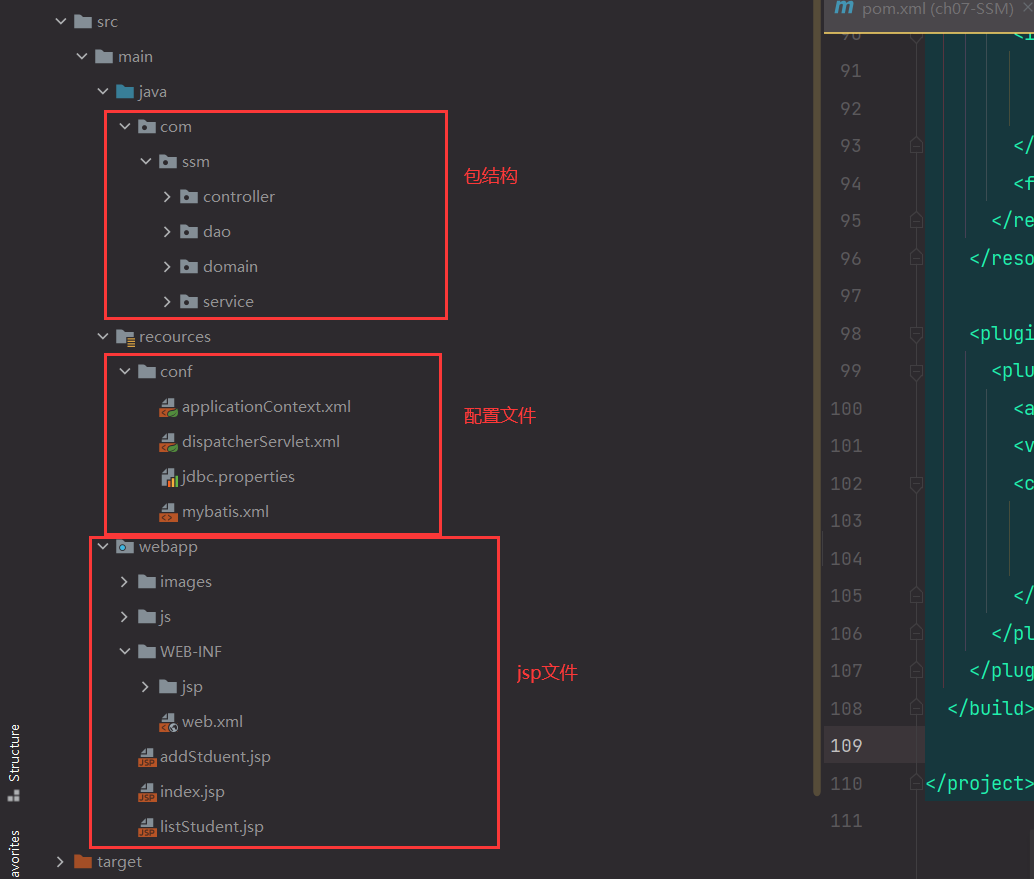 src
main
java
com
ssm
包结构
controller
dao
domain
service
recources
conf
配置文件
applicationContext.xml
dispatcherServlet.xml
jdbc.properties
mybatis.xml
webapp
images
js
WEB-INF
jsp文件
jsp
web.xml
addStduent.jsp
index.jsp
listStudent.jsp
target
Structure
avorites
pom.xml (ch07-SSM)
90 <i
91
92
93 </
94 <f
95 </re
96 </reso
97
98 <plugi
99 <plu
100 <a
101 <v
102 <c
103
104
105 </
106 </pl
107 </plug
108 </build>
109
110 </project>
111